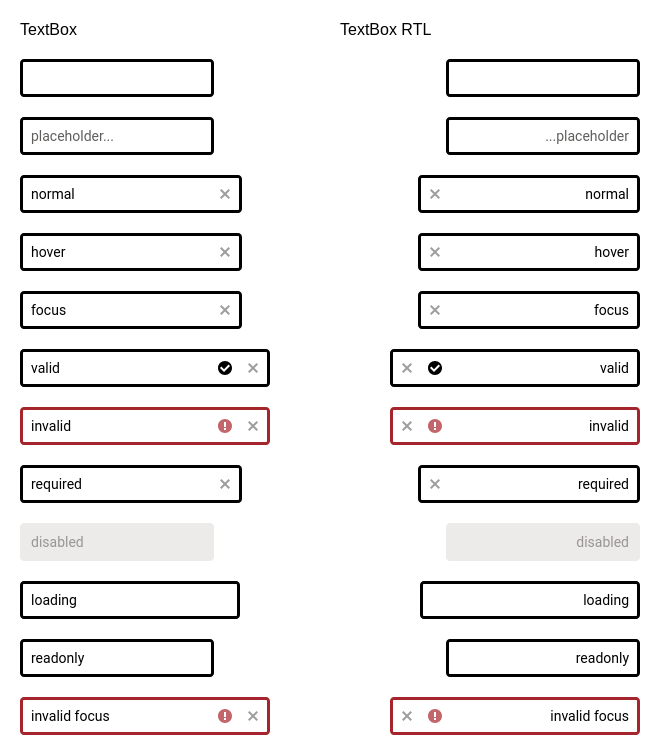 TextBox
placeholder...
normal
hover
focus
valid
invalid
required
disabled
loading
readonly
invalid focus
TextBox RTL
...placeholder
normal
hover
focus
valid
invalid
required
disabled
loading
readonly
invalid focus